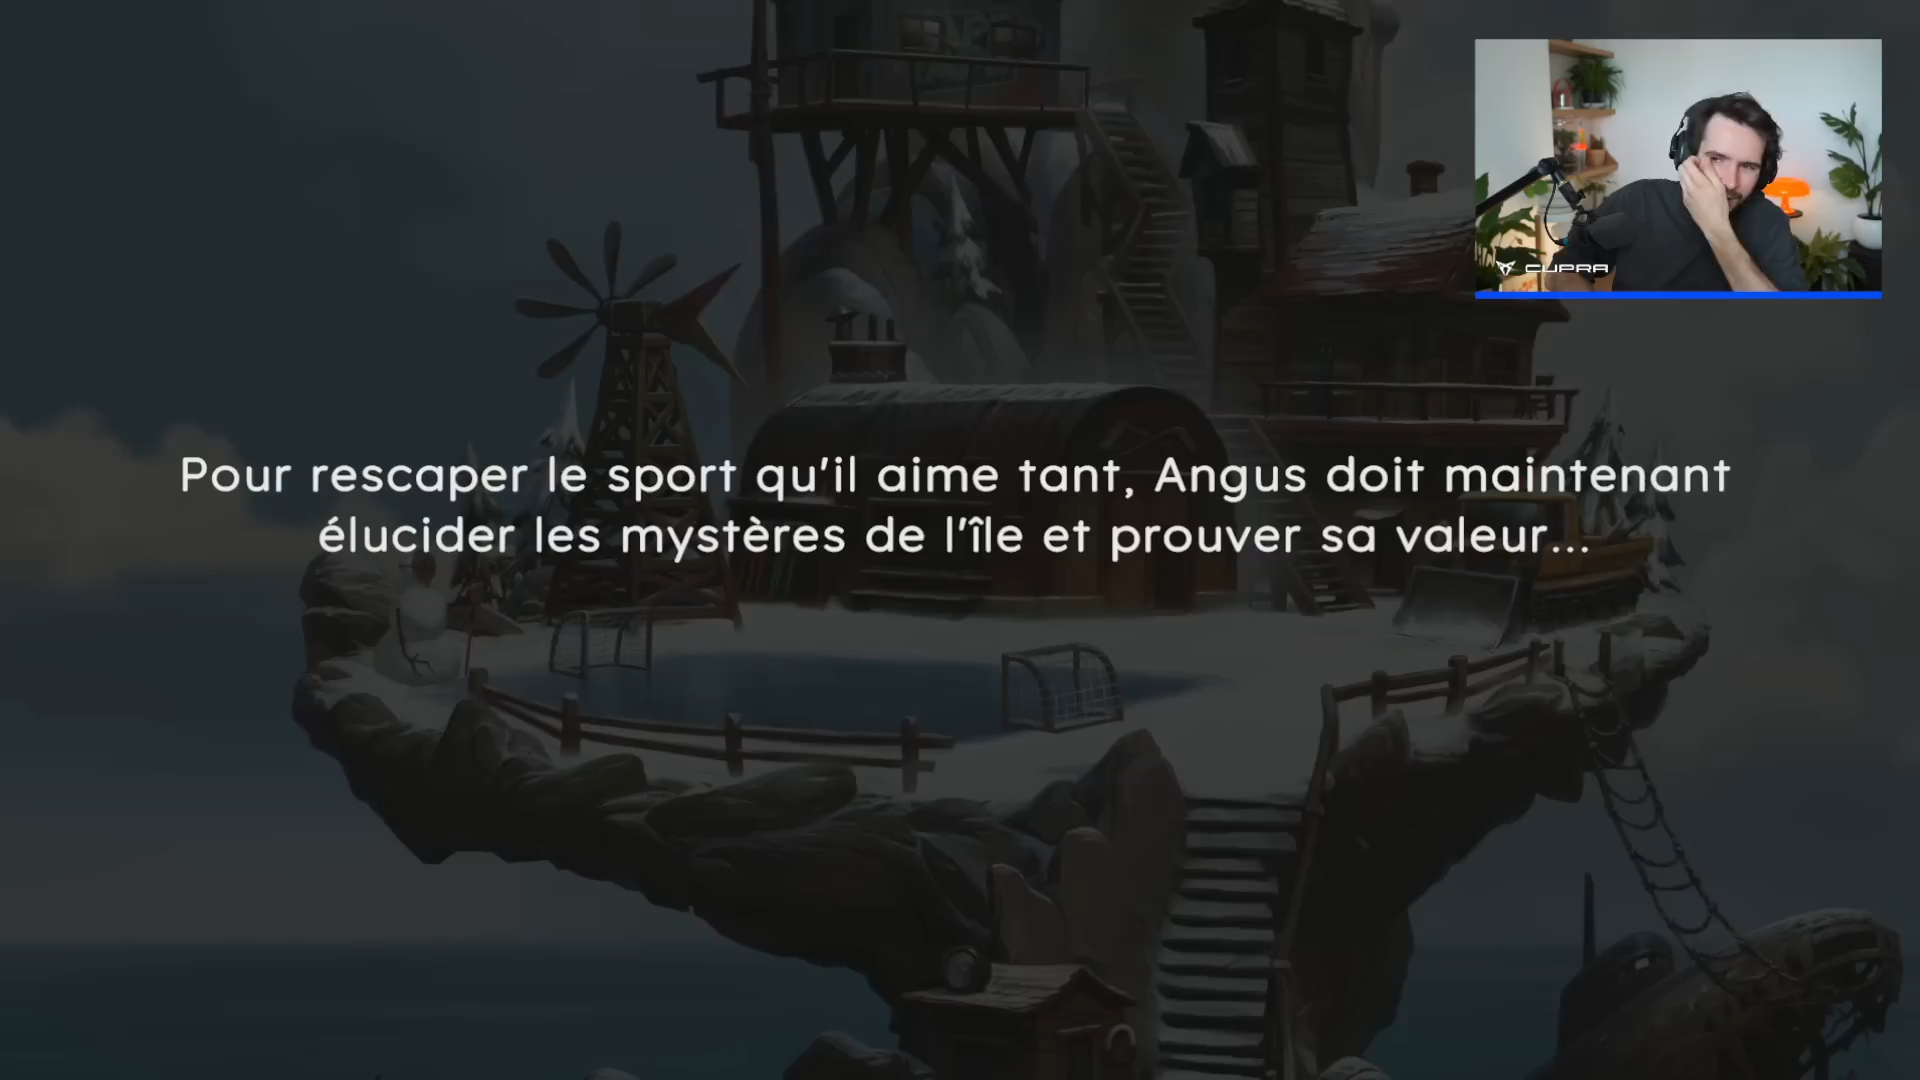 CUPRA
Pour rescaper le sport qu'il aime tant, Angus doit maintenant
élucider les mystères de l'île et prouver sa valeur...